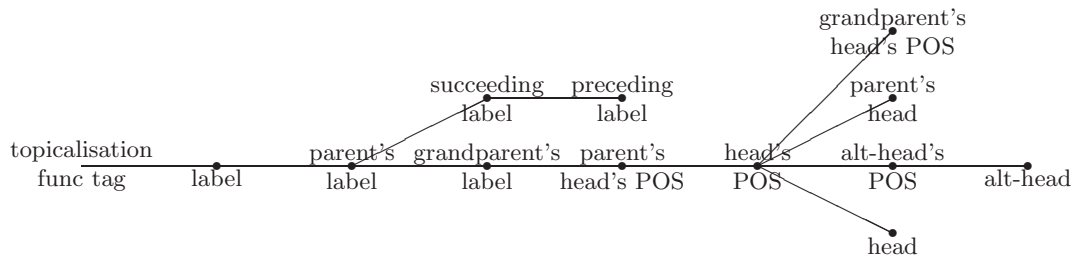 grandparent's
head's POS
succeeding
label
preceding
label
parent's
head
topicalisation
func tag
label
parent's
label
grandparent's
label
parent's
head's POS
head's
POS
alt-head's
POS
alt-head
head